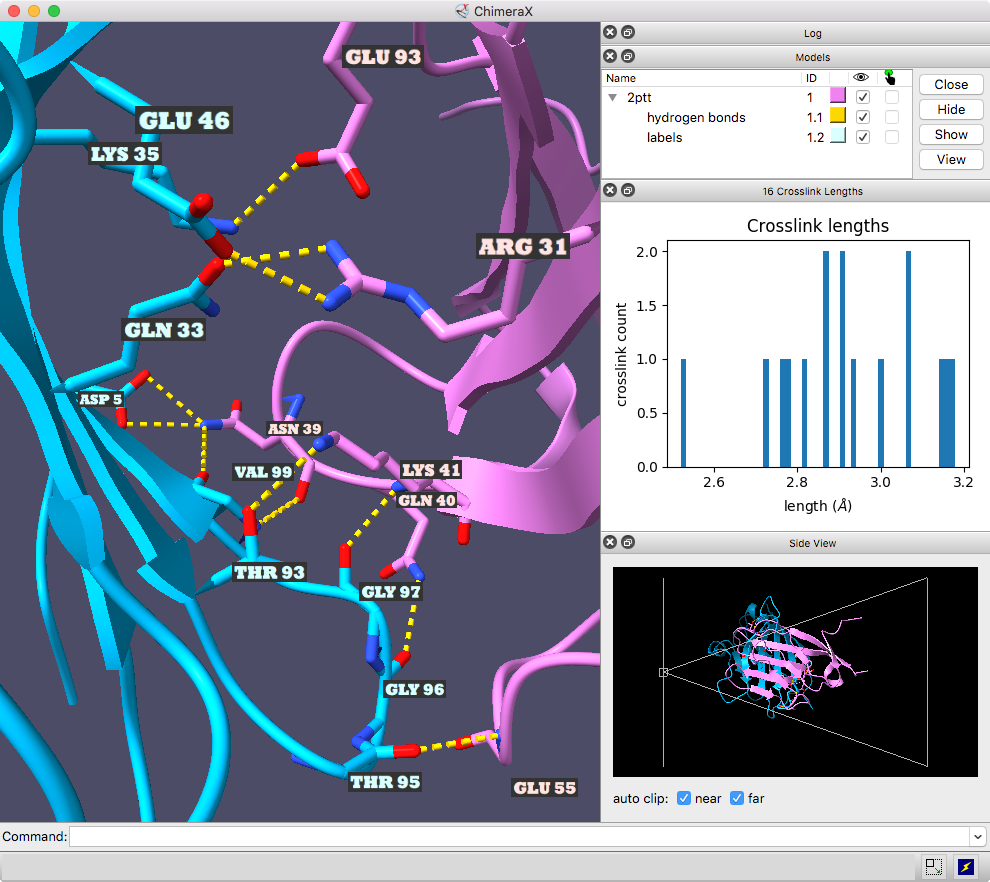 ChimeraX
GLU 93
GLU 46
LYS 35
ARG 31
GLN 33
ASP 5
ASN 39
VAL 99
LYS 41
GLN 40
THR 93
GLY 97
GLY 96
THR 95
GLU 55
Log
Models
Name ID
2ptt 1
hydrogen bonds 1.1
labels 1.2
Close
Hide
Show
View
16 Crosslink Lengths
Crosslink lengths
crosslink count
2.0
1.5
1.0
0.5
0.0
2.6 2.8 3.0 3.2
length (Å)
Side View
auto clip: near far
Command: